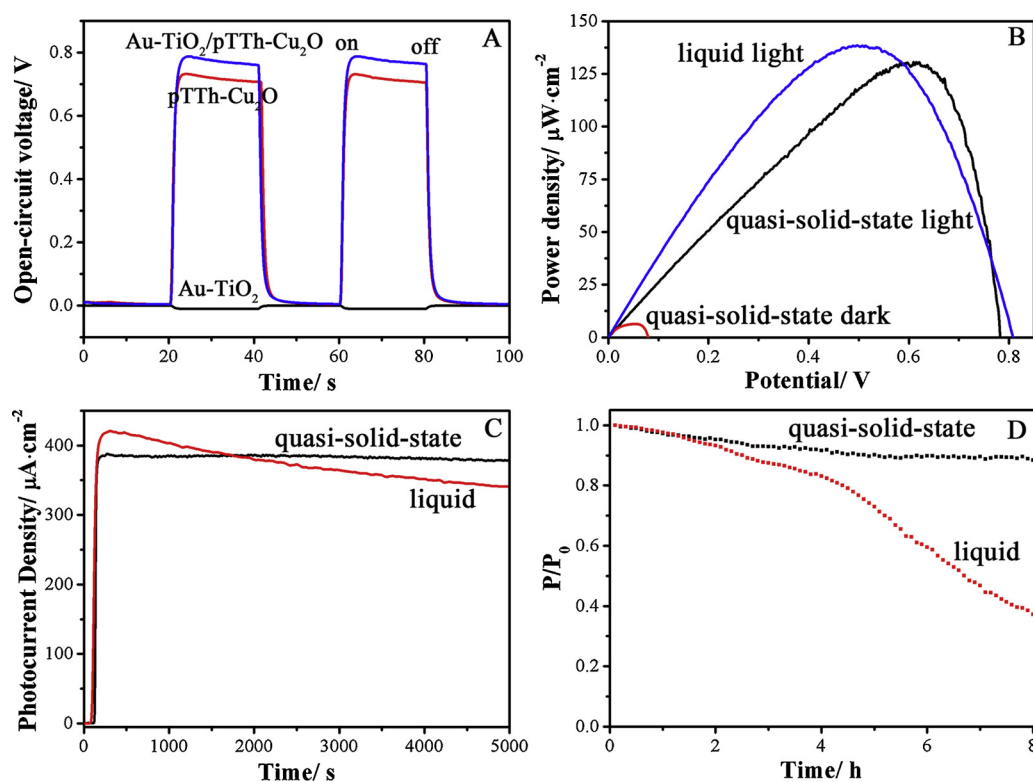 A
Au-TiO₂/pTTh-Cu₂O
on
off
pTTh-Cu₂O
Au-TiO₂
Open-circuit voltage/ V
0.8
0.6
0.4
0.2
0.0
0 20 40 60 80 100
Time/ s
B
liquid light
quasi-solid-state light
quasi-solid-state dark
Power density/ μW·cm⁻²
150
125
100
75
50
25
0
0.0 0.2 0.4 0.6 0.8
Potential/ V
C
quasi-solid-state
liquid
Photocurrent Density/ μA·cm⁻²
400
300
200
100
0
0 1000 2000 3000 4000 5000
Time/ s
D
quasi-solid-state
liquid
P/P₀
1.0
0.8
0.6
0.4
0.2
0.0
0 2 4 6 8
Time/ h